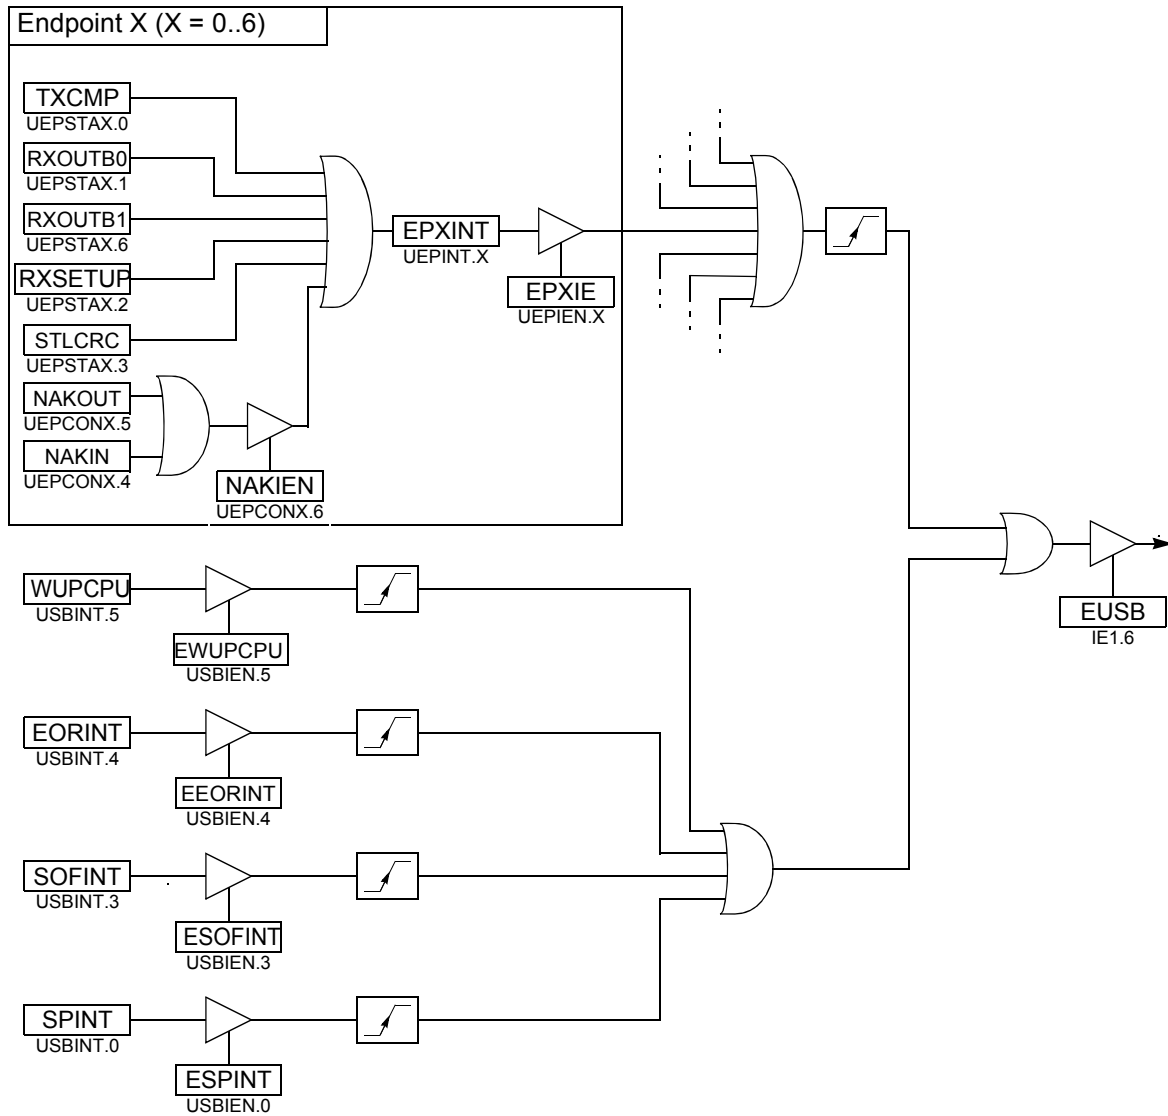 Endpoint X (X = 0..6)
TXCMP
UEPSTAX.0
RXOUTB0
UEPSTAX.1
RXOUTB1
UEPSTAX.6
RXSETUP
UEPSTAX.2
STLCRC
UEPSTAX.3
NAKOUT
UEPCONX.5
NAKIN
UEPCONX.4
NAKIEN
UEPCONX.6
EPXINT
UEPINT.X
EPXIE
UEPIEN.X
EUSB
IE1.6
WUPCPU
USBINT.5
EWUPCPU
USBIEN.5
EORINT
USBINT.4
EEORINT
USBIEN.4
SOFINT
USBINT.3
ESOFINT
USBIEN.3
SPINT
USBINT.0
ESPINT
USBIEN.0